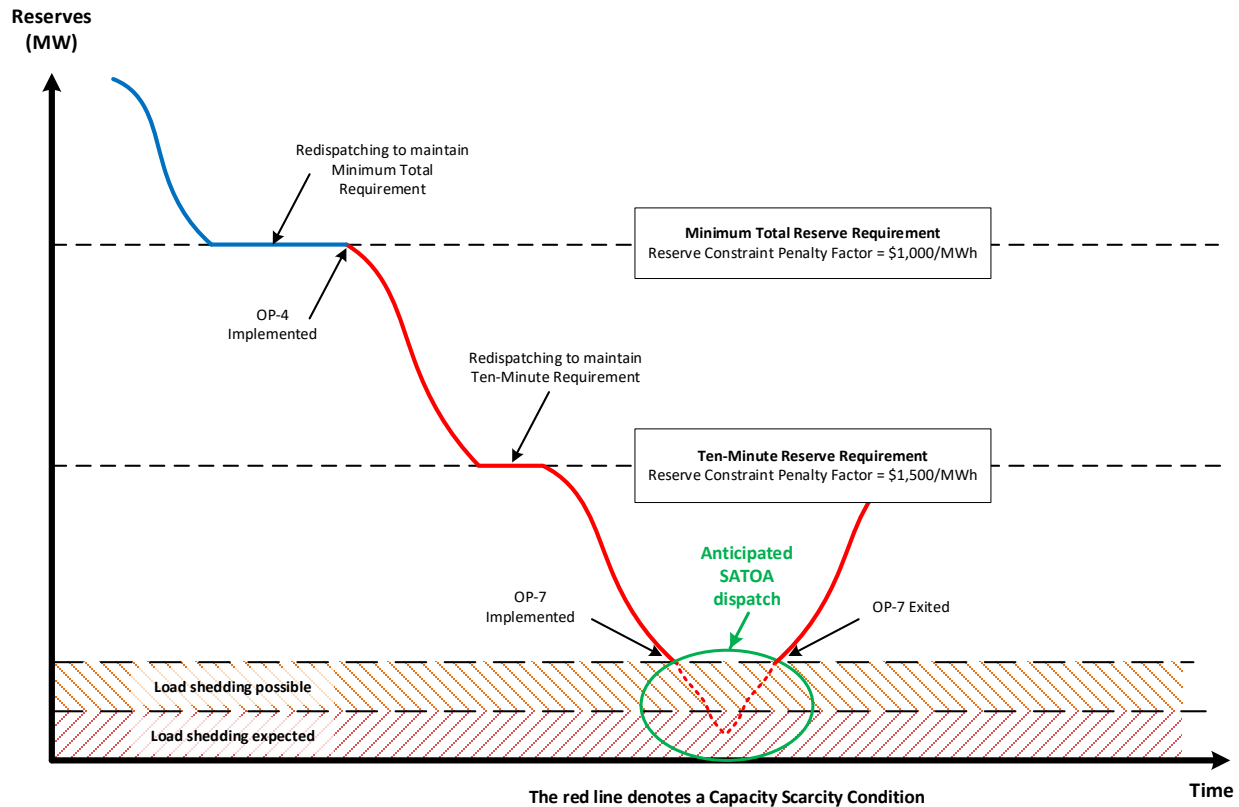 Reserves
(MW)
Redispatching to maintain
Minimum Total
Requirement
Minimum Total Reserve Requirement
Reserve Constraint Penalty Factor = $1,000/MWh
OP-4
Implemented
Redispatching to maintain
Ten-Minute Requirement
Ten-Minute Reserve Requirement
Reserve Constraint Penalty Factor = $1,500/MWh
Anticipated
SATOA
dispatch
OP-7
Implemented
OP-7 Exited
Load shedding possible
Load shedding expected
Time
The red line denotes a Capacity Scarcity Condition